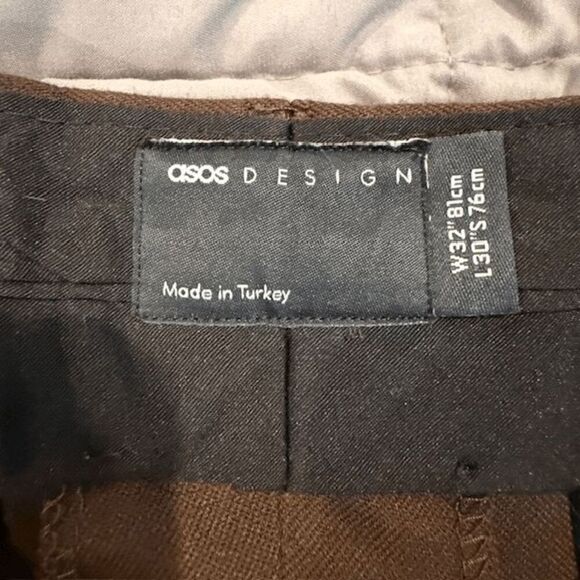 asos DESIGN
Made in Turkey
W32" 81cm
L30"S 76cm